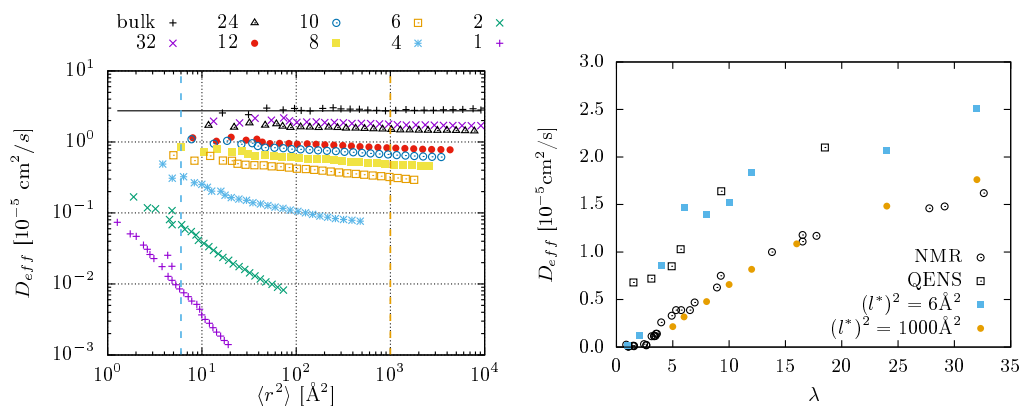 bulk + 24 10 6 2
32 × 12 8 4 1 +
10^1
10^0
10^-1
10^-2
10^-3
D_eff [10^-5 cm^2/s]
10^0 10^1 10^2 10^3 10^4
⟨r^2⟩ [Å^2]
3.0
2.5
2.0
1.5
1.0
0.5
0.0
D_eff [10^-5 cm^2/s]
NMR
QENS
(l*)^2 = 6Å^2
(l*)^2 = 1000Å^2
0 5 10 15 20 25 30 35
λ